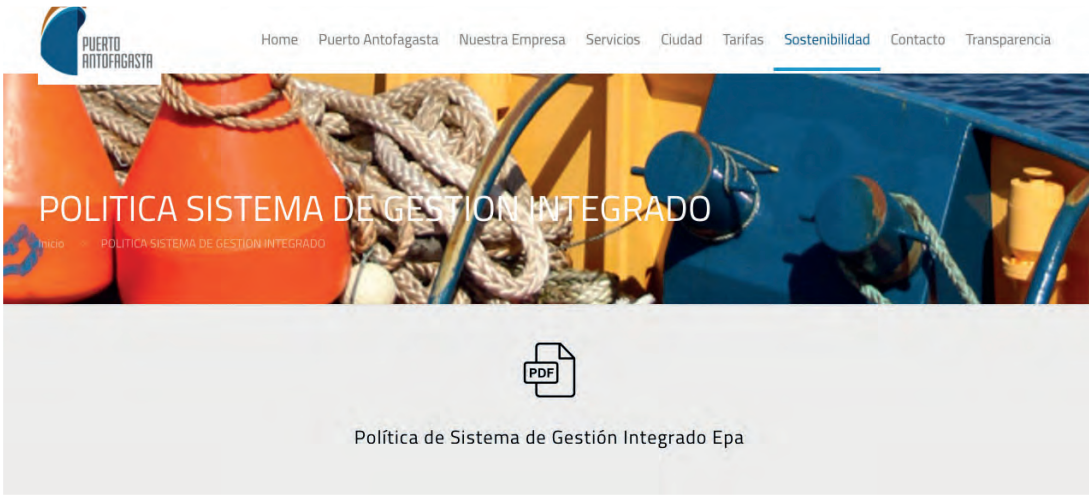 PUERTO
ANTOFAGASTA
Home Puerto Antofagasta Nuestra Empresa Servicios Ciudad Tarifas Sostenibilidad Contacto Transparencia
POLITICA SISTEMA DE GESTION INTEGRADO
Inicio POLITICA SISTEMA DE GESTION INTEGRADO
PDF
Política de Sistema de Gestión Integrado Epa